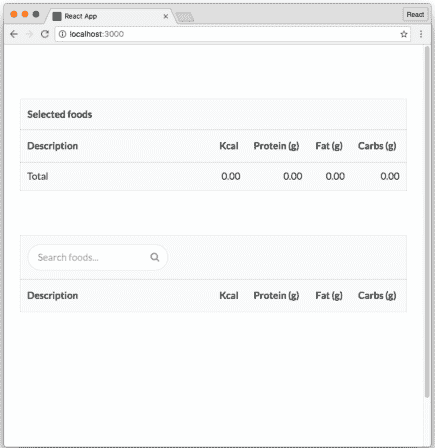 React App
React
localhost:3000
Selected foods
Description Kcal Protein (g) Fat (g) Carbs (g)
Total 0.00 0.00 0.00 0.00
Search foods...
Description Kcal Protein (g) Fat (g) Carbs (g)